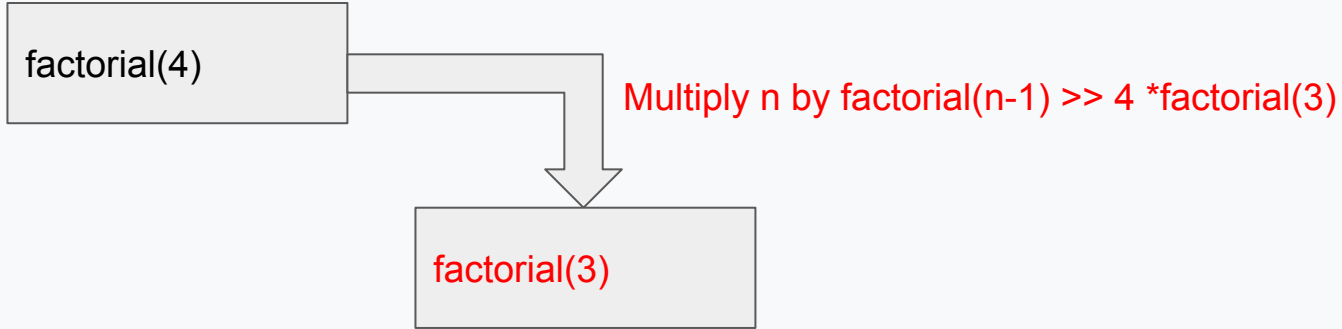 factorial(4)
Multiply n by factorial(n-1) >> 4 *factorial(3)
factorial(3)